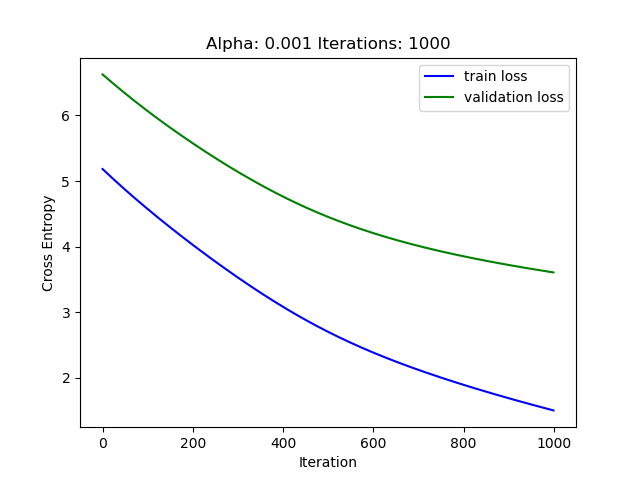 Alpha: 0.001 Iterations: 1000
train loss
validation loss
Cross Entropy
6
5
4
3
2
0 200 400 600 800 1000
Iteration